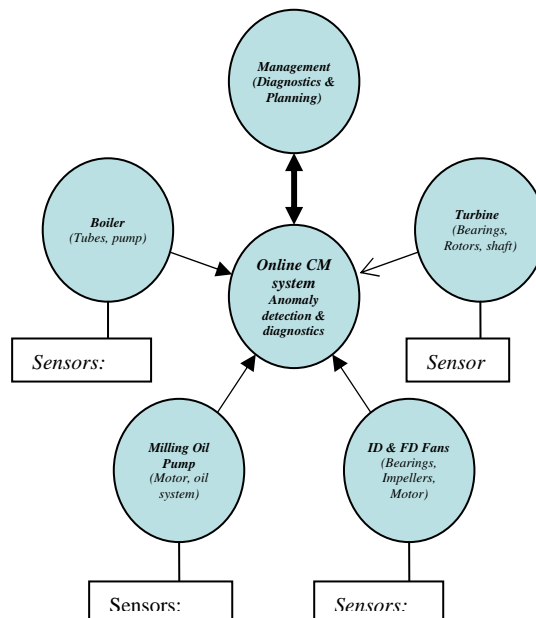 Management
(Diagnostics &
Planning)
Boiler
(Tubes, pump)
Turbine
(Bearings,
Rotors, shaft)
Online CM
system
Anomaly
detection &
diagnostics
Sensors:
Sensor
Milling Oil
Pump
(Motor, oil
system)
ID & FD Fans
(Bearings,
Impellers,
Motor)
Sensors:
Sensors: